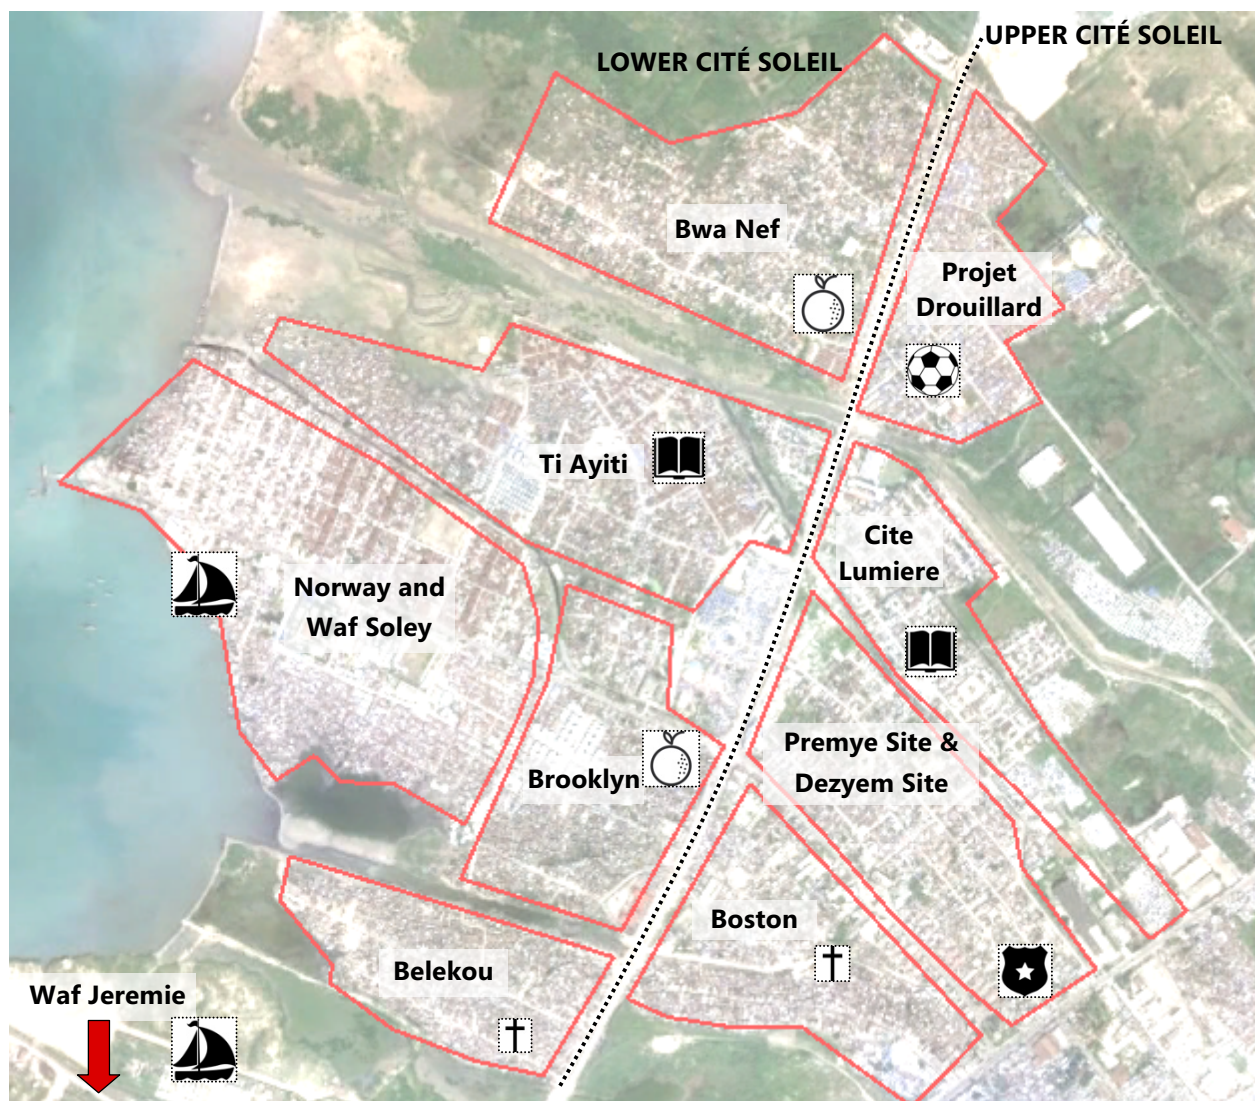 UPPER CITÉ SOLEIL
LOWER CITÉ SOLEIL
Bwa Nef
Projet
Drouillard
Ti Ayiti
Cite
Lumiere
Norway and
Waf Soley
Premye Site &
Dezyem Site
Brooklyn
Boston
Belekou
Waf Jeremie